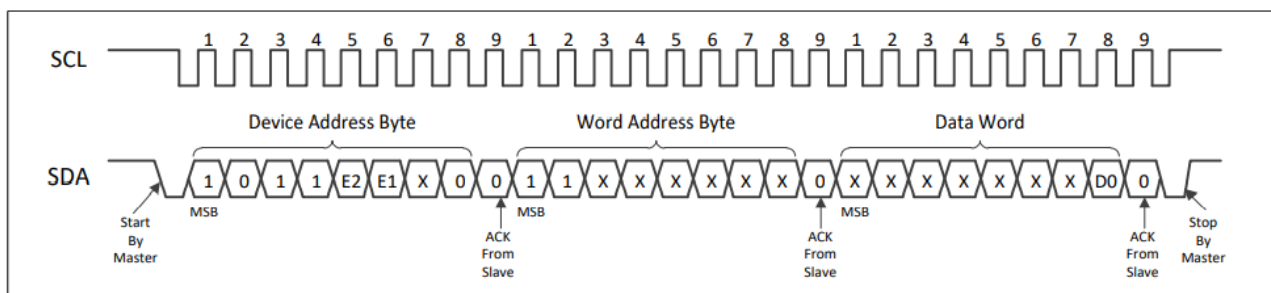 SCL 1 2 3 4 5 6 7 8 9 1 2 3 4 5 6 7 8 9 1 2 3 4 5 6 7 8 9
Device Address Byte Word Address Byte Data Word
SDA 1 0 1 1 E2 E1 X 0 0 1 1 X X X X X X 0 X X X X X X X D0 0
MSB MSB MSB
Start
By
Master
ACK
From
Slave
ACK
From
Slave
ACK
From
Slave
Stop
By
Master